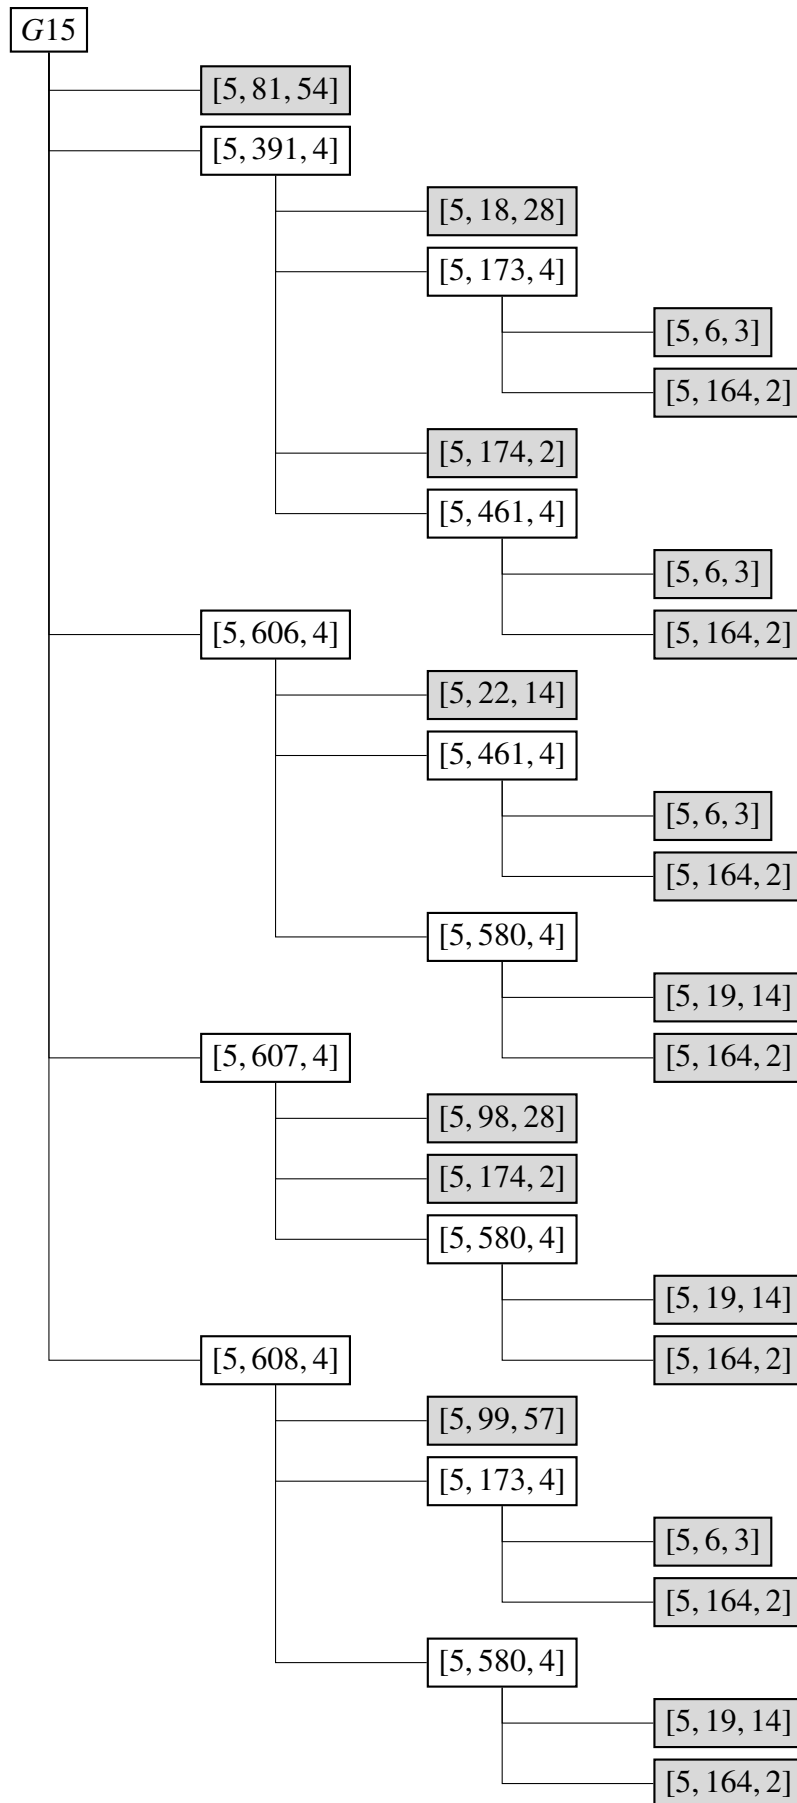 G15
[5, 81, 54]
[5, 391, 4]
[5, 18, 28]
[5, 173, 4]
[5, 6, 3]
[5, 164, 2]
[5, 174, 2]
[5, 461, 4]
[5, 6, 3]
[5, 164, 2]
[5, 606, 4]
[5, 22, 14]
[5, 461, 4]
[5, 6, 3]
[5, 164, 2]
[5, 580, 4]
[5, 19, 14]
[5, 164, 2]
[5, 607, 4]
[5, 98, 28]
[5, 174, 2]
[5, 580, 4]
[5, 19, 14]
[5, 164, 2]
[5, 608, 4]
[5, 99, 57]
[5, 173, 4]
[5, 6, 3]
[5, 164, 2]
[5, 580, 4]
[5, 19, 14]
[5, 164, 2]